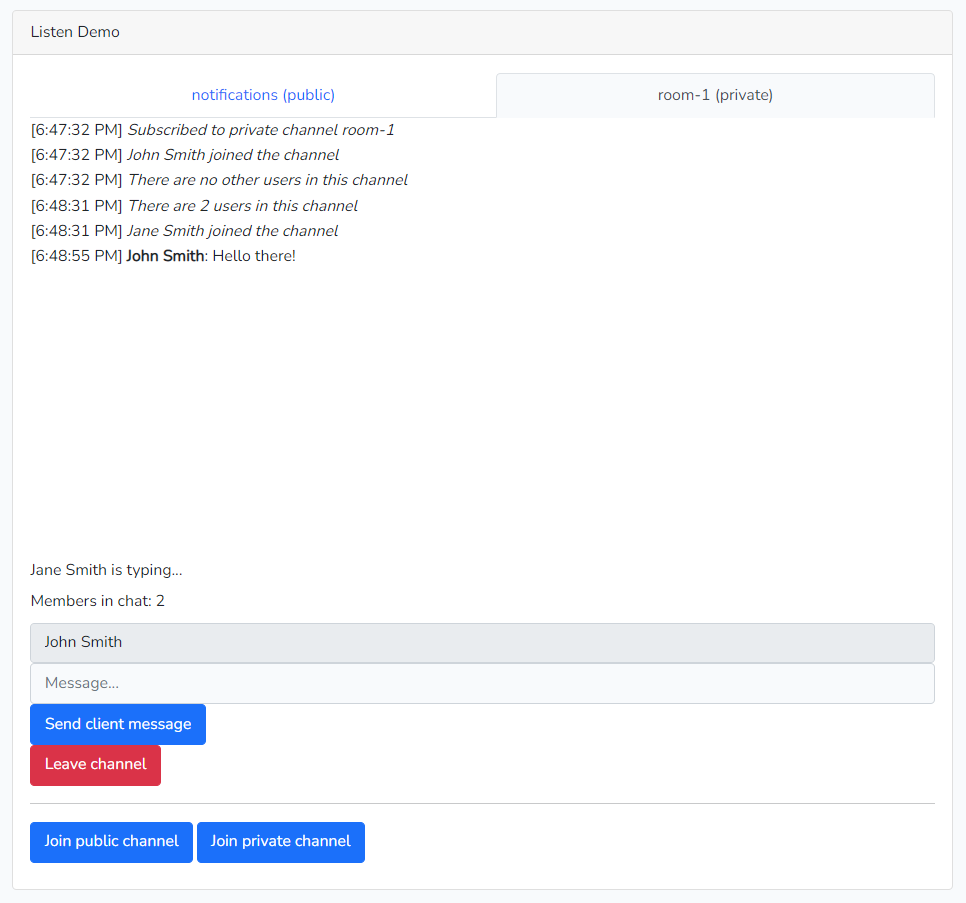 Listen Demo
notifications (public)
room-1 (private)
[6:47:32 PM] Subscribed to private channel room-1
[6:47:32 PM] John Smith joined the channel
[6:47:32 PM] There are no other users in this channel
[6:48:31 PM] There are 2 users in this channel
[6:48:31 PM] Jane Smith joined the channel
[6:48:55 PM] John Smith: Hello there!
Jane Smith is typing...
Members in chat: 2
John Smith
Message...
Send client message
Leave channel
Join public channel
Join private channel